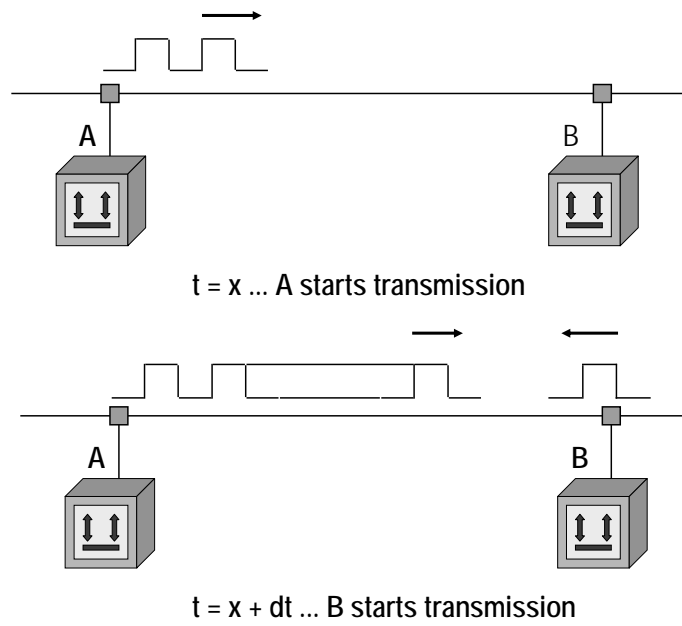 A B
t = x ... A starts transmission
A B
t = x + dt ... B starts transmission